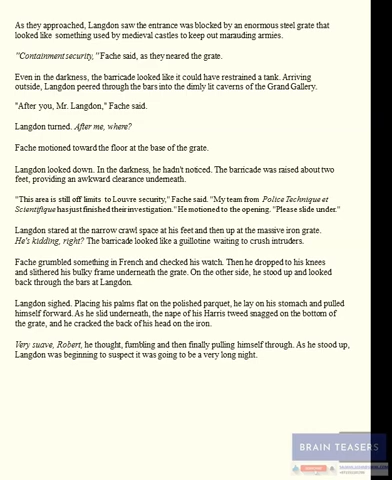 As they approached, Langdon saw the entrance was blocked by an enormous steel grate that
looked like something used by medieval castles to keep out marauding armies.
"Containment security," Fache said, as they neared the grate.
Even in the darkness, the barricade looked like it could have restrained a tank. Arriving
outside, Langdon peered through the bars into the dimly lit caverns of the Grand Gallery.
"After you, Mr. Langdon," Fache said.
Langdon turned. After me, where?
Fache motioned toward the floor at the base of the grate.
Langdon looked down. In the darkness, he hadn't noticed. The barricade was raised about two
feet, providing an awkward clearance underneath.
"This area is still off limits to Louvre security," Fache said. "My team from Police Technique et
Scientifique has just finished their investigation." He motioned to the opening. "Please slide under."
Langdon stared at the narrow crawl space at his feet and then up at the massive iron grate.
He's kidding, right? The barricade looked like a guillotine waiting to crush intruders.
Fache grumbled something in French and checked his watch. Then he dropped to his knees
and slithered his bulky frame underneath the grate. On the other side, he stood up and looked
back through the bars at Langdon.
Langdon sighed. Placing his palms flat on the polished parquet, he lay on his stomach and pulled
himself forward. As he slid underneath, the nape of his Harris tweed snagged on the bottom of
the grate, and he cracked the back of his head on the iron.
Very suave, Robert, he thought, fumbling and then finally pulling himself through. As he stood up,
Langdon was beginning to suspect it was going to be a very long night.
BRAIN TEASERS